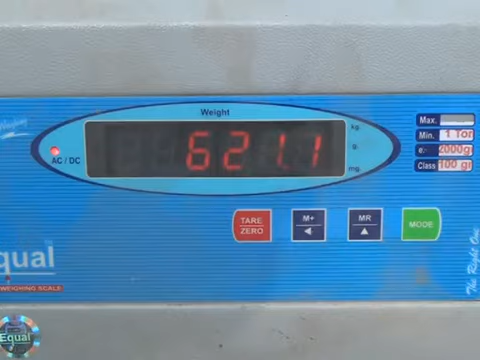 Weight
kg.
g.
mg.
621.1
AC / DC
Max.
Min. 1 Ton
e:- 2000gr
Class 100 gr
TARE
ZERO
M+
MR
MODE
qual
WEIGHING SCALE
The Right One
Equal